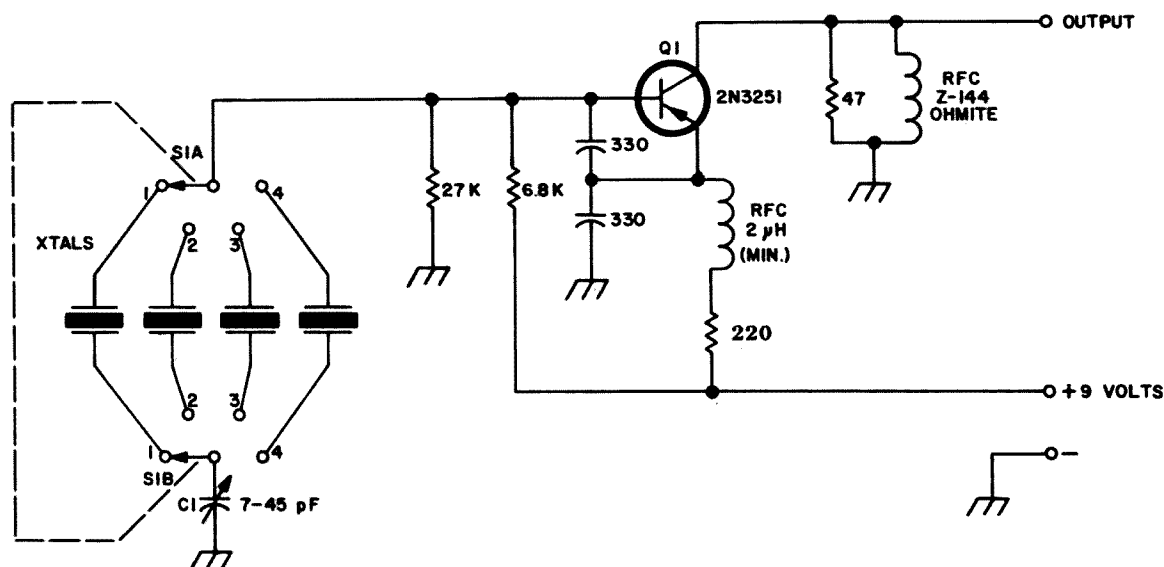 OUTPUT
Q1
2N3251
47
RFC
Z-144
OHMITE
330
27K
6.8K
330
RFC
2 µH
(MIN.)
220
+9 VOLTS
−
S1A
1
4
2
3
XTALS
2
3
1
4
S1B
C1
7-45 pF